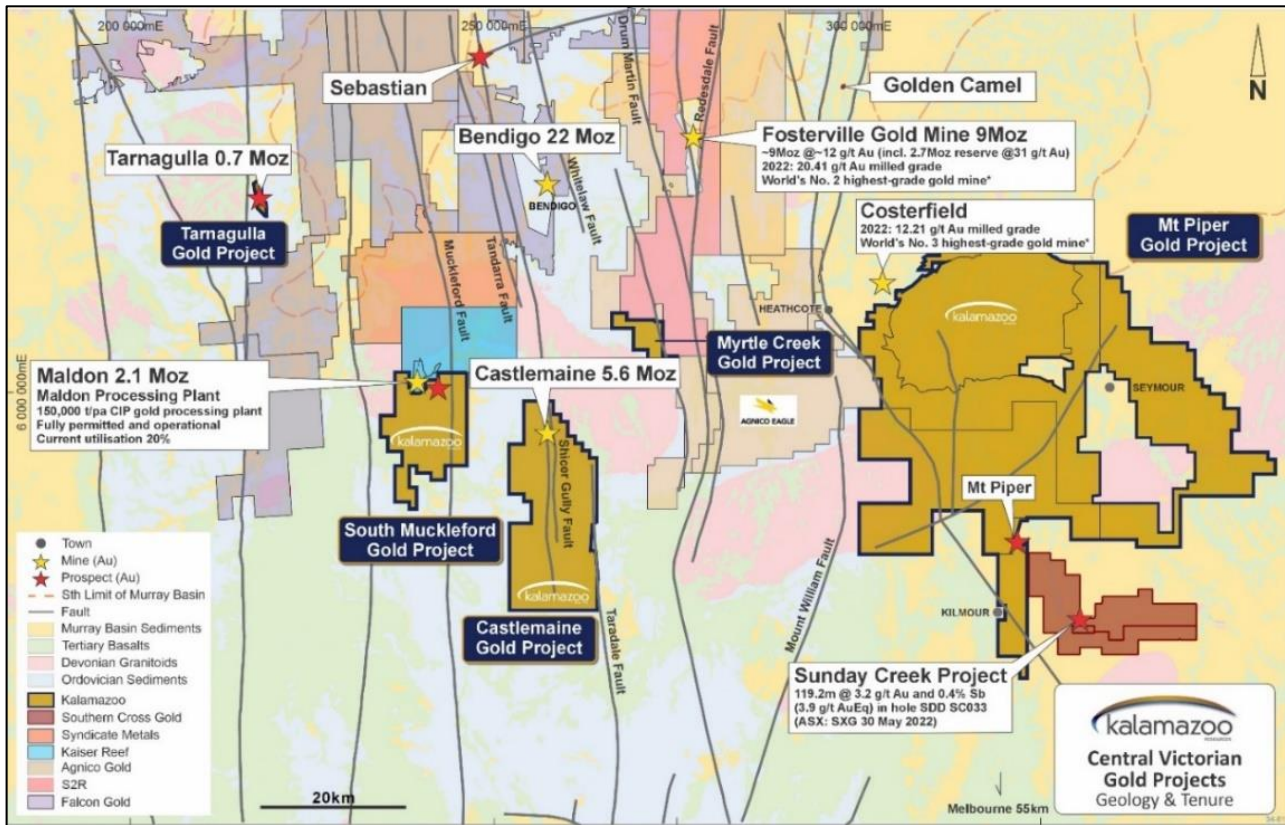 200 000mE
250 000mE
300 000mE
6 000 000mE
N
Sebastian
Golden Camel
Bendigo 22 Moz
BENDIGO
Fosterville Gold Mine 9Moz
~9Moz @~12 g/t Au (incl. 2.7Moz reserve @31 g/t Au)
2022: 20.41 g/t Au milled grade
World's No. 2 highest-grade gold mine*
Tarnagulla 0.7 Moz
Tarnagulla
Gold Project
Costerfield
2022: 12.21 g/t Au milled grade
World's No. 3 highest-grade gold mine*
Mt Piper
Gold Project
Drum Martin Fault
Redesdale Fault
Whitelaw Fault
Tandarra Fault
Muckleford Fault
HEATHCOTE
kalamazoo
Myrtle Creek
Gold Project
SEYMOUR
Maldon 2.1 Moz
Maldon Processing Plant
150,000 t/pa CIP gold processing plant
Fully permitted and operational
Current utilisation 20%
Castlemaine 5.6 Moz
AGNICO EAGLE
kalamazoo
Shicer Gully Fault
Mt Piper
South Muckleford
Gold Project
kalamazoo
Castlemaine
Gold Project
Taradale Fault
Mount William Fault
KILMOUR
Sunday Creek Project
119.2m @ 3.2 g/t Au and 0.4% Sb
(3.9 g/t AuEq) in hole SDD SC033
(ASX: SXG 30 May 2022)
Town
Mine (Au)
Prospect (Au)
Sth Limit of Murray Basin
Fault
Murray Basin Sediments
Tertiary Basalts
Devonian Granitoids
Ordovician Sediments
Kalamazoo
Southern Cross Gold
Syndicate Metals
Kaiser Reef
Agnico Gold
S2R
Falcon Gold
20km
Melbourne 55km
kalamazoo
Central Victorian
Gold Projects
Geology & Tenure